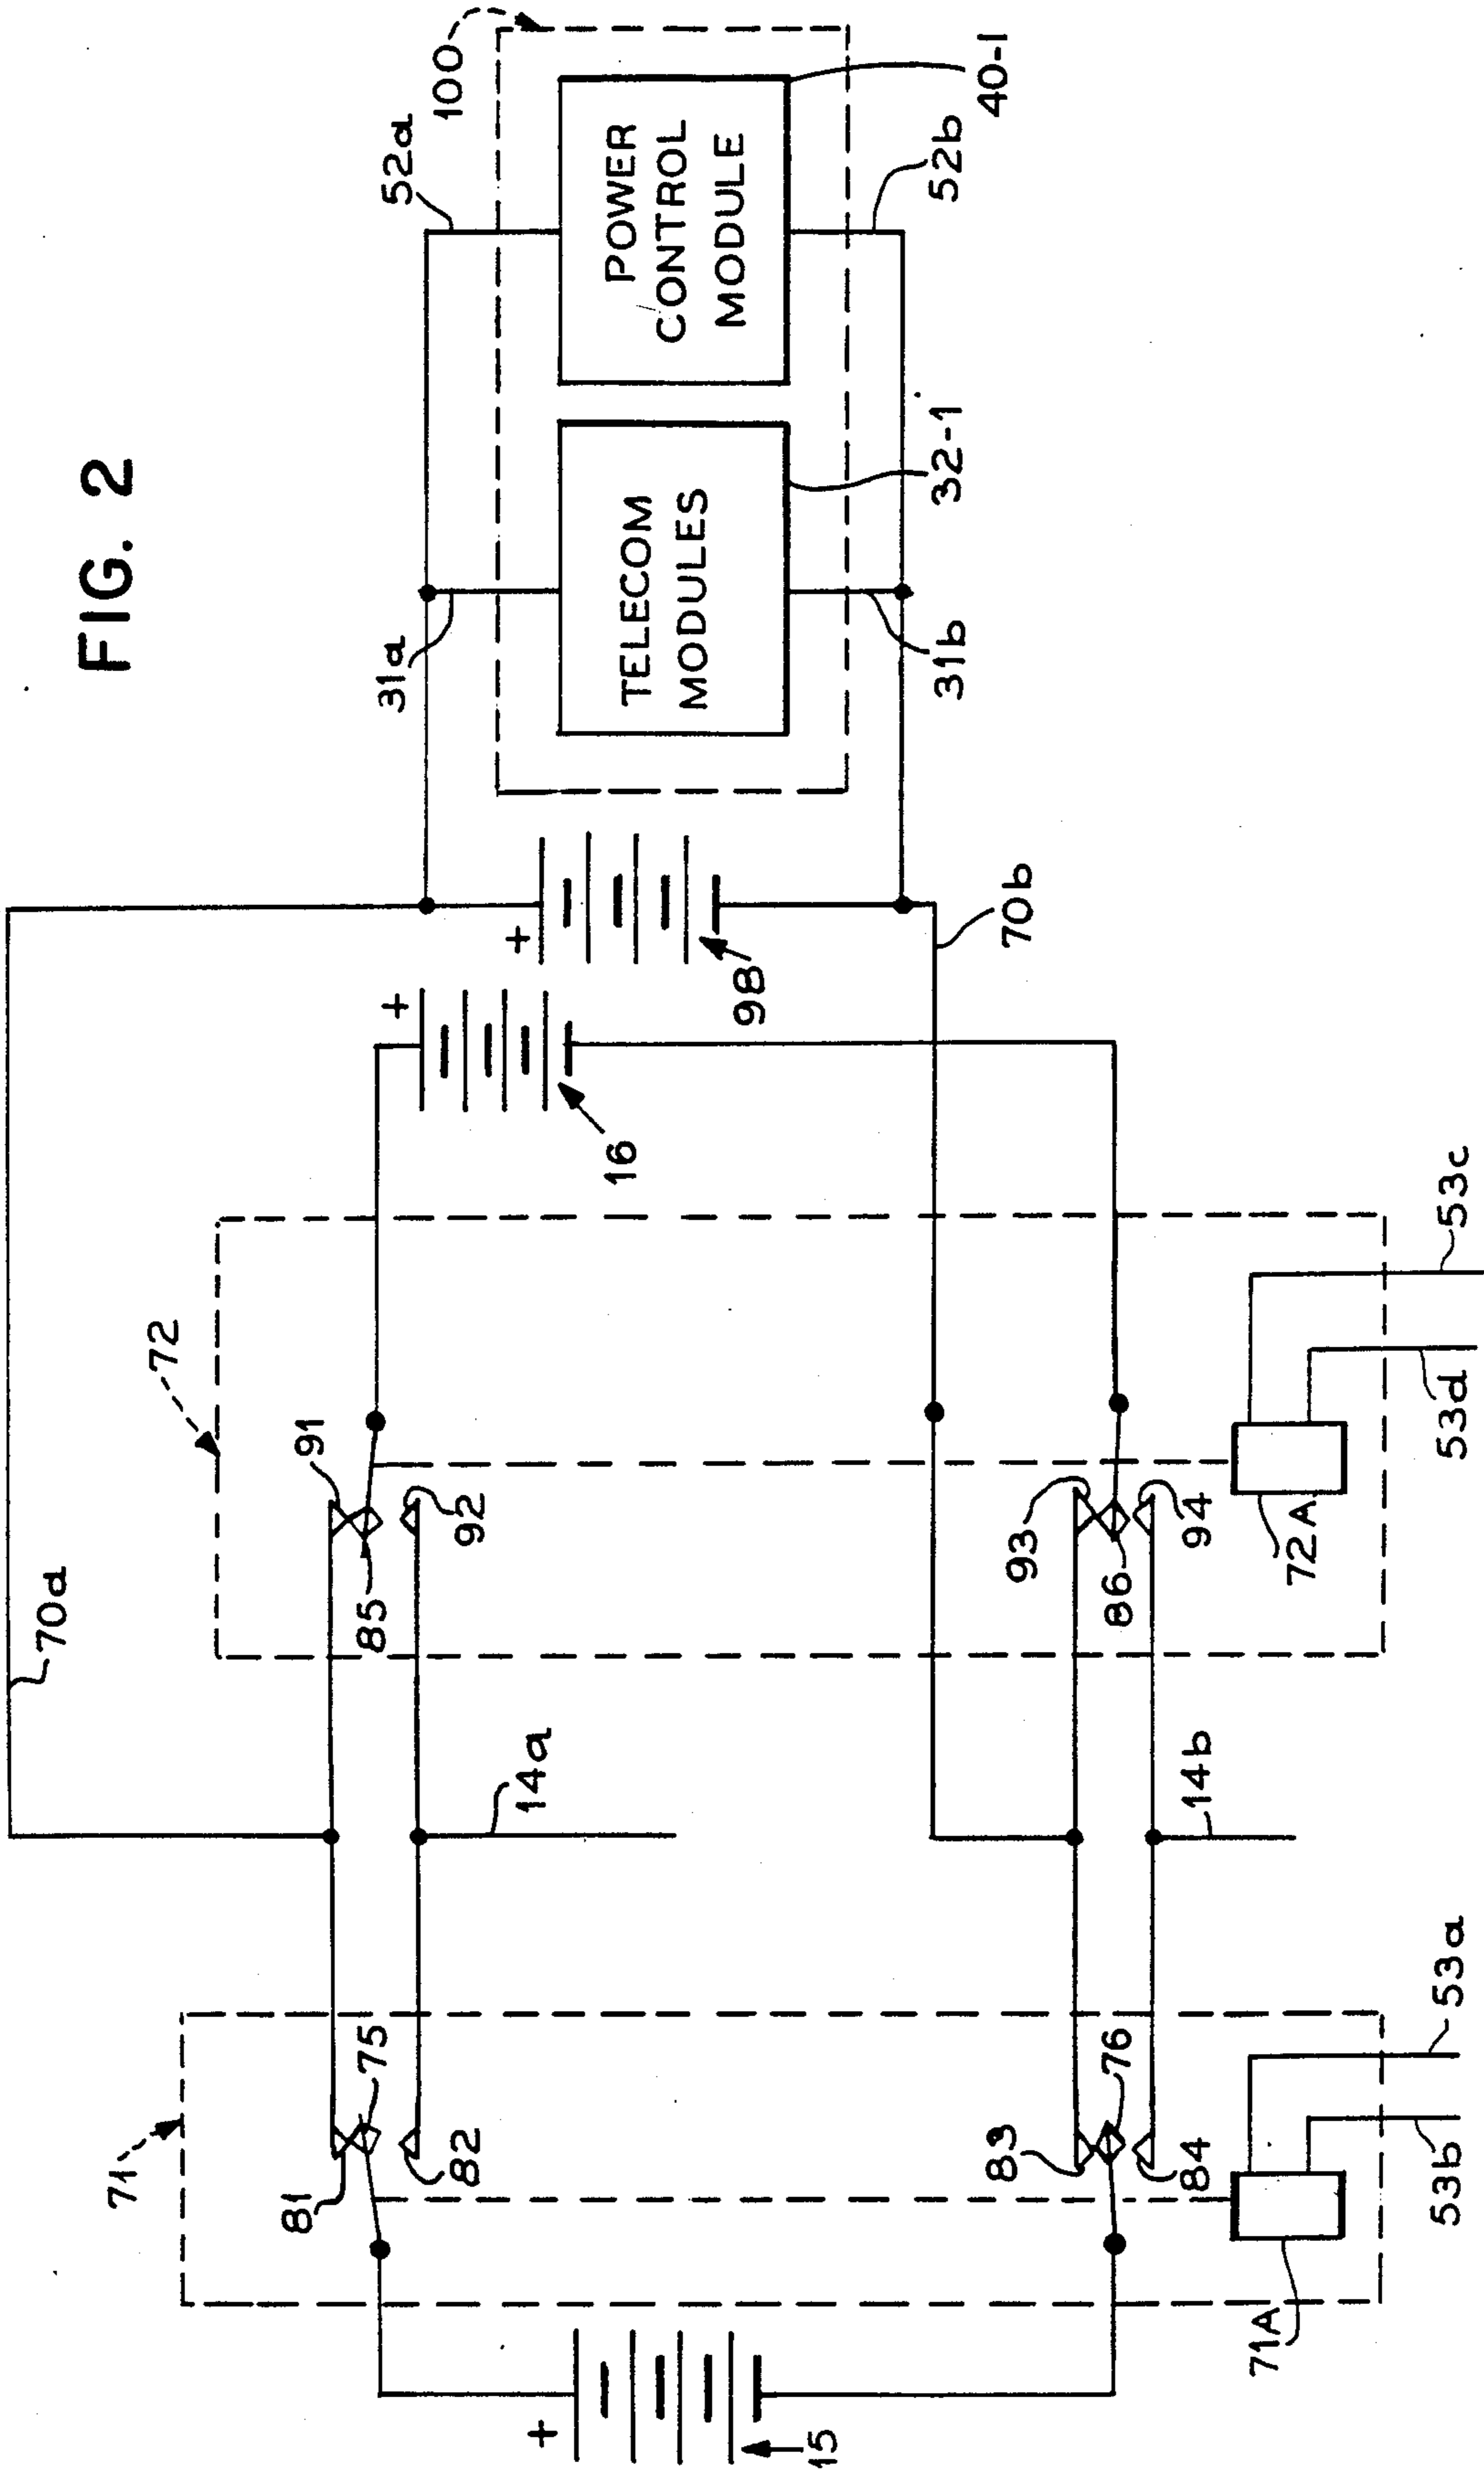 FIG. 2
70a
72
100
52a
31a
POWER
CONTROL
MODULE
TELECOM
MODULES
40-1
52b
32-1
31b
+
98
70b
+
16
91
85
92
93
86
94
72A
53c
53d
14a
14b
71
81
75
82
83
76
84
71A
53a
53b
+
15